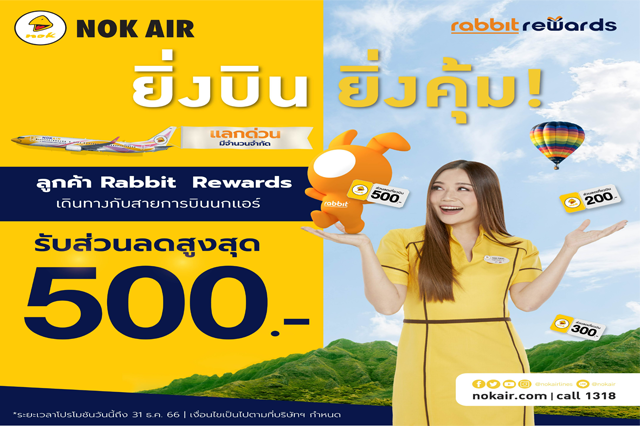 nok
NOK AIR
rabbit rewards
ยิ่งบิน ยิ่งคุ้ม!
แลกด่วน
มีจำนวนจำกัด
ลูกค้า Rabbit Rewards
เดินทางกับสายการบินนกแอร์
รับส่วนลดสูงสุด
500.-
rabbit
500.-
200.-
300.-
nokair.com | call 1318
*ระยะเวลาโปรโมชันวันนี้ถึง 31 ธ.ค. 66 | เงื่อนไขเป็นไปตามที่บริษัทฯ กำหนด